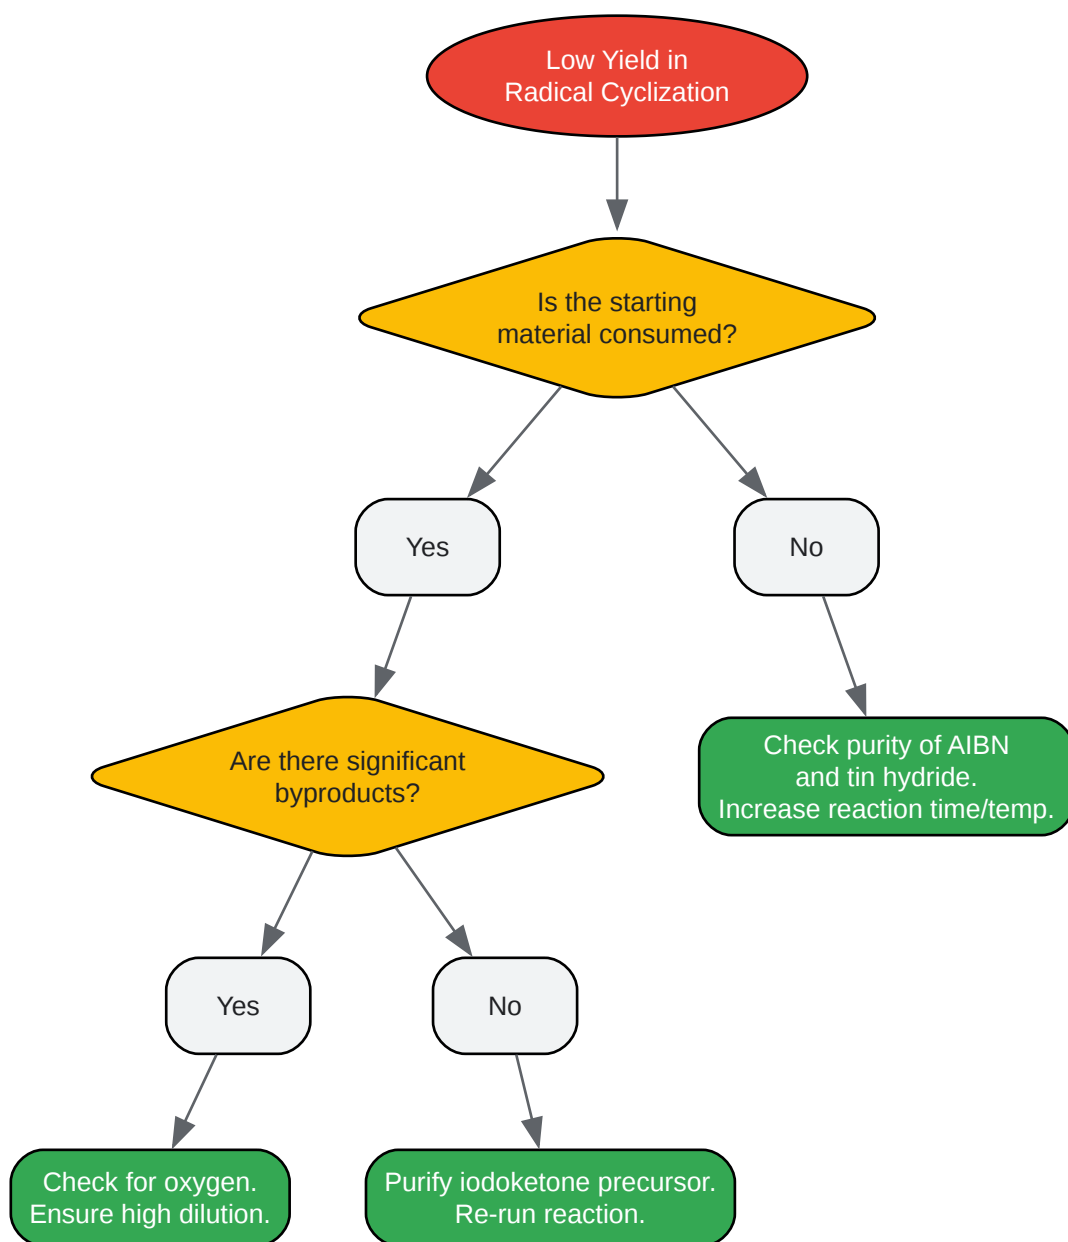 Low Yield in
Radical Cyclization
Is the starting
material consumed?
Yes
No
Are there significant
byproducts?
Check purity of AIBN
and tin hydride.
Increase reaction time/temp.
Yes
No
Check for oxygen.
Ensure high dilution.
Purify iodoketone precursor.
Re-run reaction.